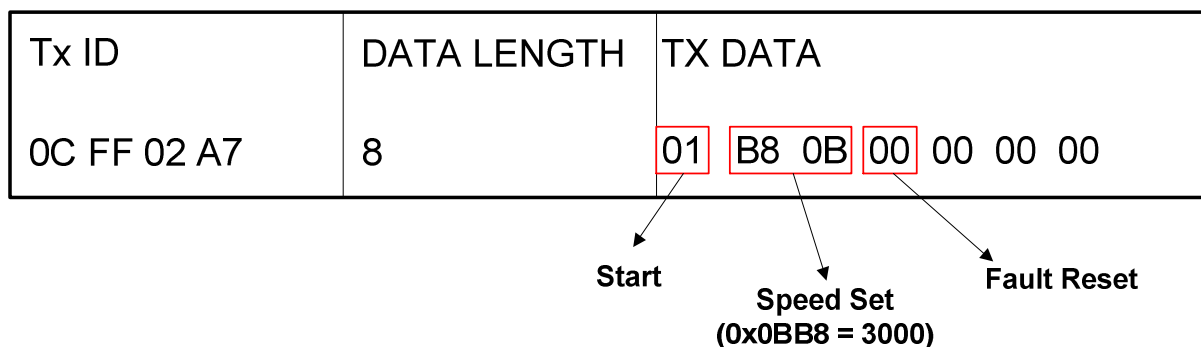 Tx ID DATA LENGTH TX DATA
0C FF 02 A7 8 01 B8 0B 00 00 00 00
Start
Speed Set
(0x0BB8 = 3000)
Fault Reset